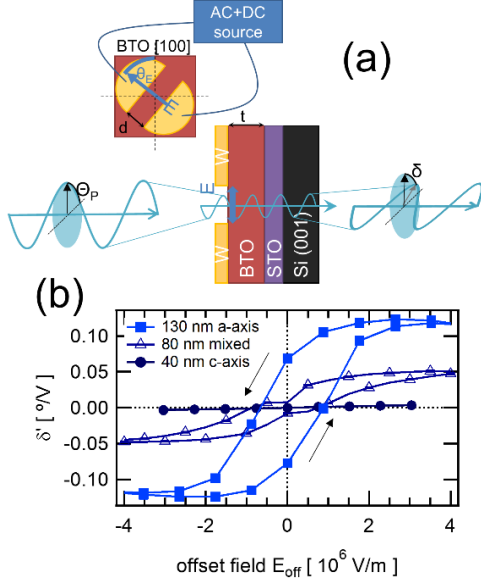 AC+DC
source
(a)
BTO [100]
θE
E
d
t
W
E
W
BTO
STO
Si (001)
ΘP
δ
(b)
130 nm a-axis
80 nm mixed
40 nm c-axis
0.10
0.05
0.00
-0.05
-0.10
δ' [ º/V]
-4 -2 0 2 4
offset field Eoff [ 10⁶ V/m ]